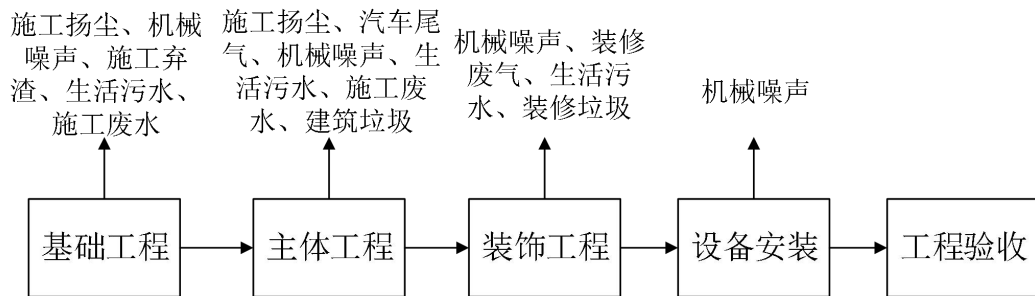 施工扬尘、机械
噪声、施工弃
渣、生活污水、
施工废水
施工扬尘、汽车尾
气、机械噪声、生
活污水、施工废
水、建筑垃圾
机械噪声、装修
废气、生活污
水、装修垃圾
机械噪声
基础工程
主体工程
装饰工程
设备安装
工程验收